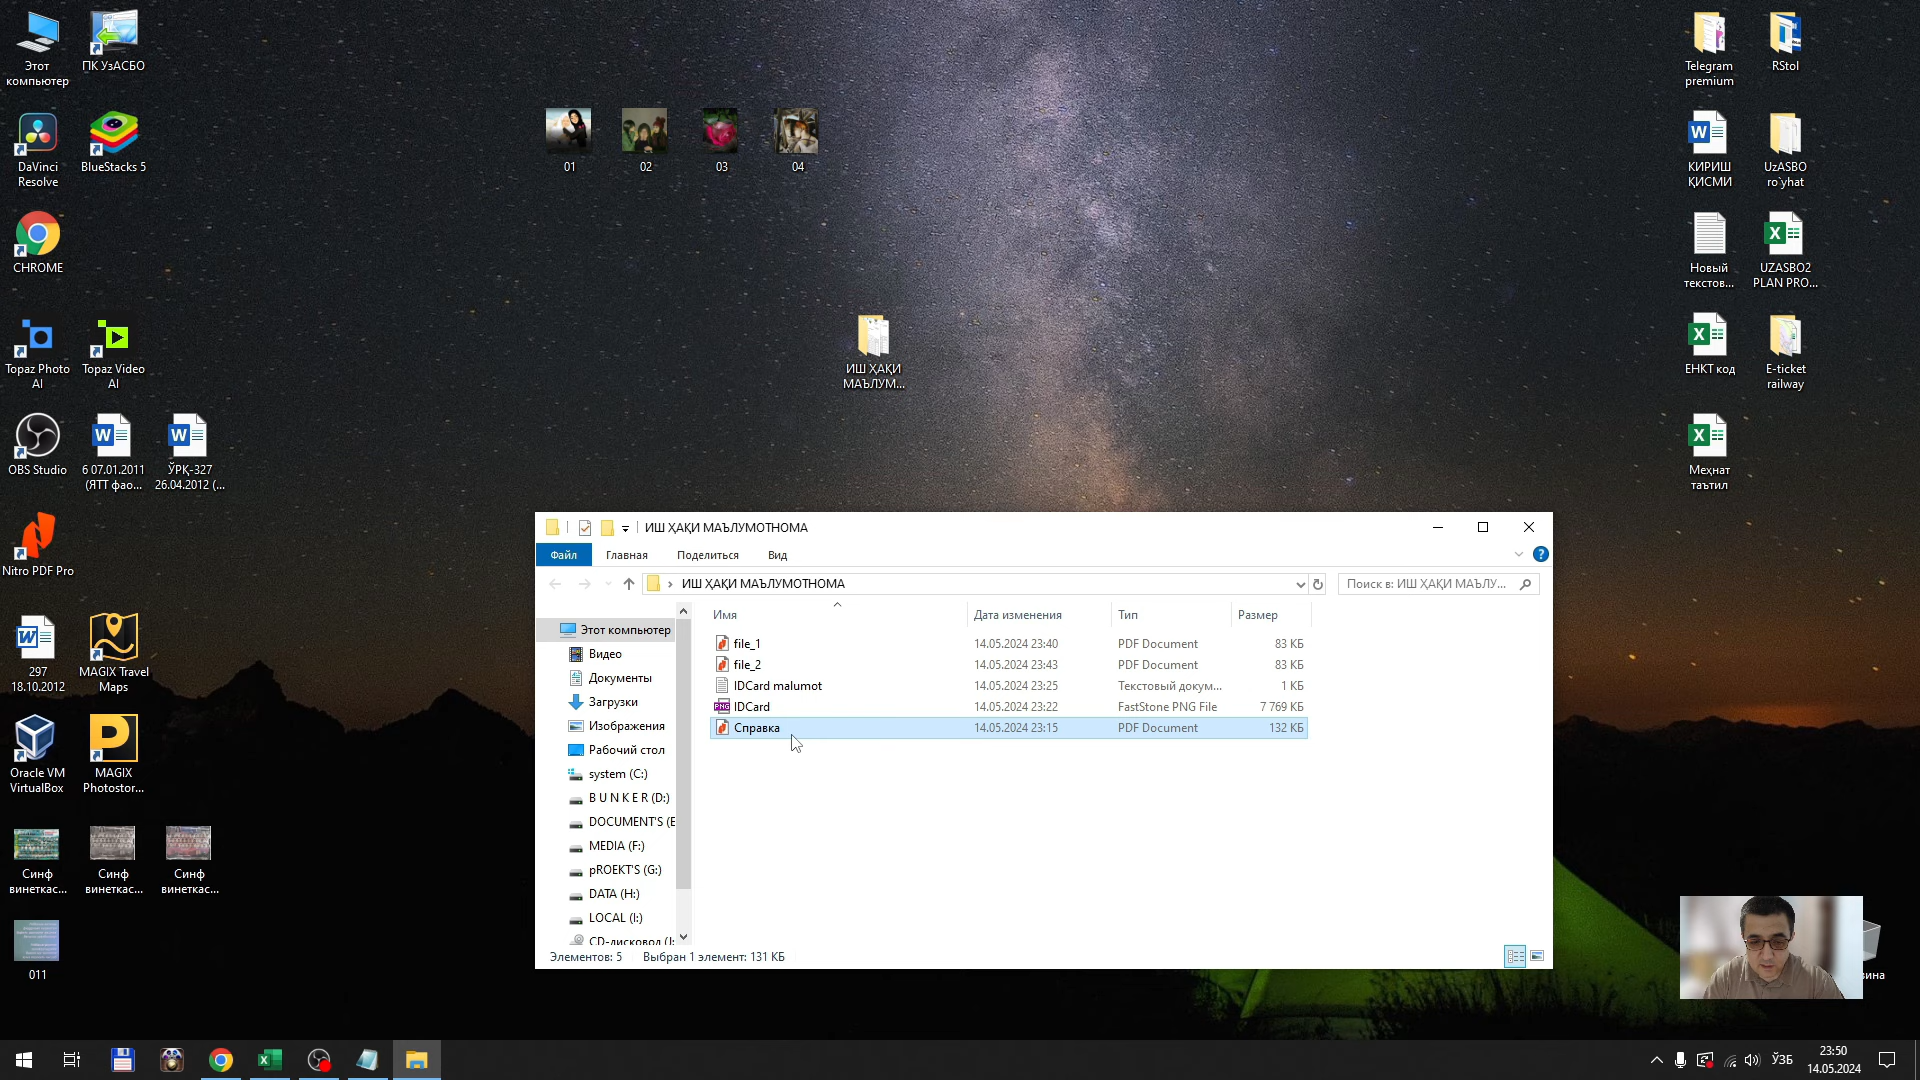 Этот
компьютер
ПК УзАСБО
DaVinci
Resolve
BlueStacks 5
CHROME
Topaz Photo
AI
Topaz Video
AI
OBS Studio
6 07.01.2011
(ЯТТ фао...
ЎРҚ-327
26.04.2012 (...
Nitro PDF Pro
297
18.10.2012
MAGIX Travel
Maps
Oracle VM
VirtualBox
MAGIX
Photostor...
Синф
винеткас...
Синф
винеткас...
Синф
винеткас...
011
01
02
03
04
ИШ ҲАҚИ
МАЪЛУМ...
Telegram
premium
RStol
КИРИШ
ҚИСМИ
UzASBO
ro`yhat
Новый
текстов...
UZASBO2
PLAN PRO...
ЕНКТ код
E-ticket
railway
Меҳнат
таътил
ИШ ҲАҚИ МАЪЛУМОТНОМА
Файл
Главная
Поделиться
Вид
ИШ ҲАҚИ МАЪЛУМОТНОМА
Поиск в: ИШ ҲАҚИ МАЪЛУ...
Этот компьютер
Видео
Документы
Загрузки
Изображения
Рабочий стол
system (C:)
B U N K E R (D:)
DOCUMENT'S (E
MEDIA (F:)
pROEKT'S (G:)
DATA (H:)
LOCAL (I:)
CD-дисковод (J:
Имя
Дата изменения
Тип
Размер
file_1
14.05.2024 23:40
PDF Document
83 КБ
file_2
14.05.2024 23:43
PDF Document
83 КБ
IDCard malumot
14.05.2024 23:25
Текстовый докум...
1 КБ
PNG
IDCard
14.05.2024 23:22
FastStone PNG File
7 769 КБ
Справка
14.05.2024 23:15
PDF Document
132 КБ
Элементов: 5
Выбран 1 элемент: 131 КБ
ЎЗБ
23:50
14.05.2024